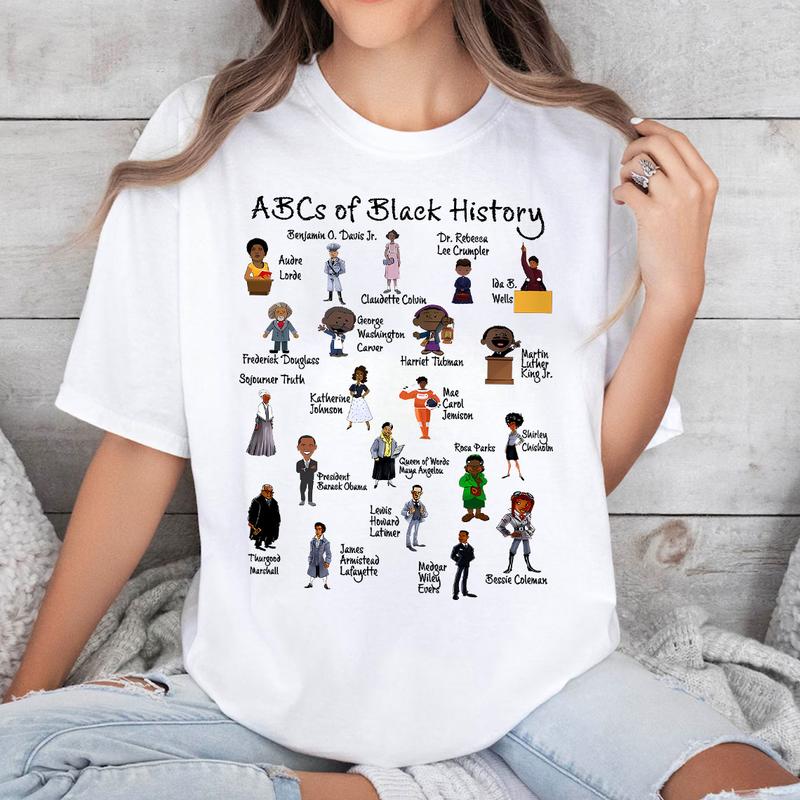 ABCs of Black History
Benjamin O. Davis Jr.
Dr. Rebecca
Lee Crumpler
Audre
Lorde
Ida B.
Wells
Claudette Colvin
George
Washington
Carver
Frederick Douglass
Harriet Tubman
Martin
Luther
King Jr.
Sojourner Truth
Katherine
Johnson
Mae
Carol
Jemison
Shirley
Chisholm
Rosa Parks
Queen of Words
Maya Angelou
President
Barack Obama
Lewis
Howard
Latimer
Thurgood
Marshall
James
Armistead
Lafayette
Medgar
Wiley
Evers
Bessie Coleman